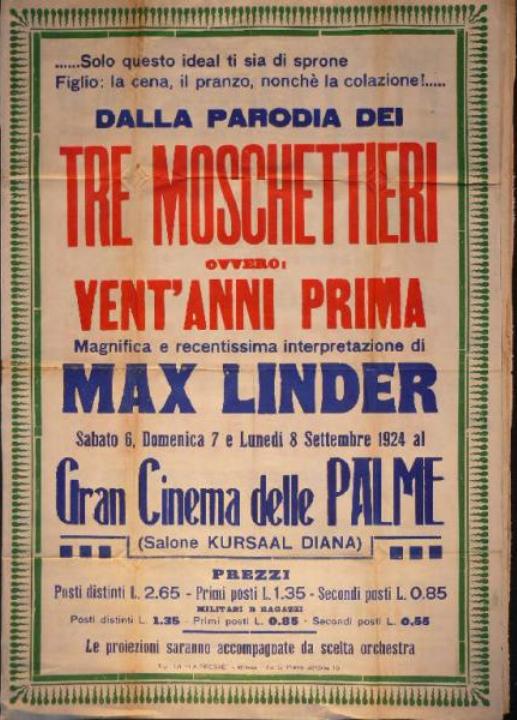 ......Solo questo ideal ti sia di sprone
Figlio: la cena, il pranzo, nonchè la colazione!.....
DALLA PARODIA DEI
TRE MOSCHETTIERI
OVVERO:
VENT'ANNI PRIMA
Magnifica e recentissima interpretazione di
MAX LINDER
Sabato 6, Domenica 7 e Lunedì 8 Settembre 1924 al
Gran Cinema delle PALME
(Salone KURSAAL DIANA)
PREZZI
Posti distinti L. 2.65 - Primi posti L. 1.35 - Secondi posti L. 0.85
MILITARI E RAGAZZI
Posti distinti L. 1.35 - Primi posti L. 0.85 - Secondi posti L. 0,55
Le proiezioni saranno accompagnate da scelta orchestra